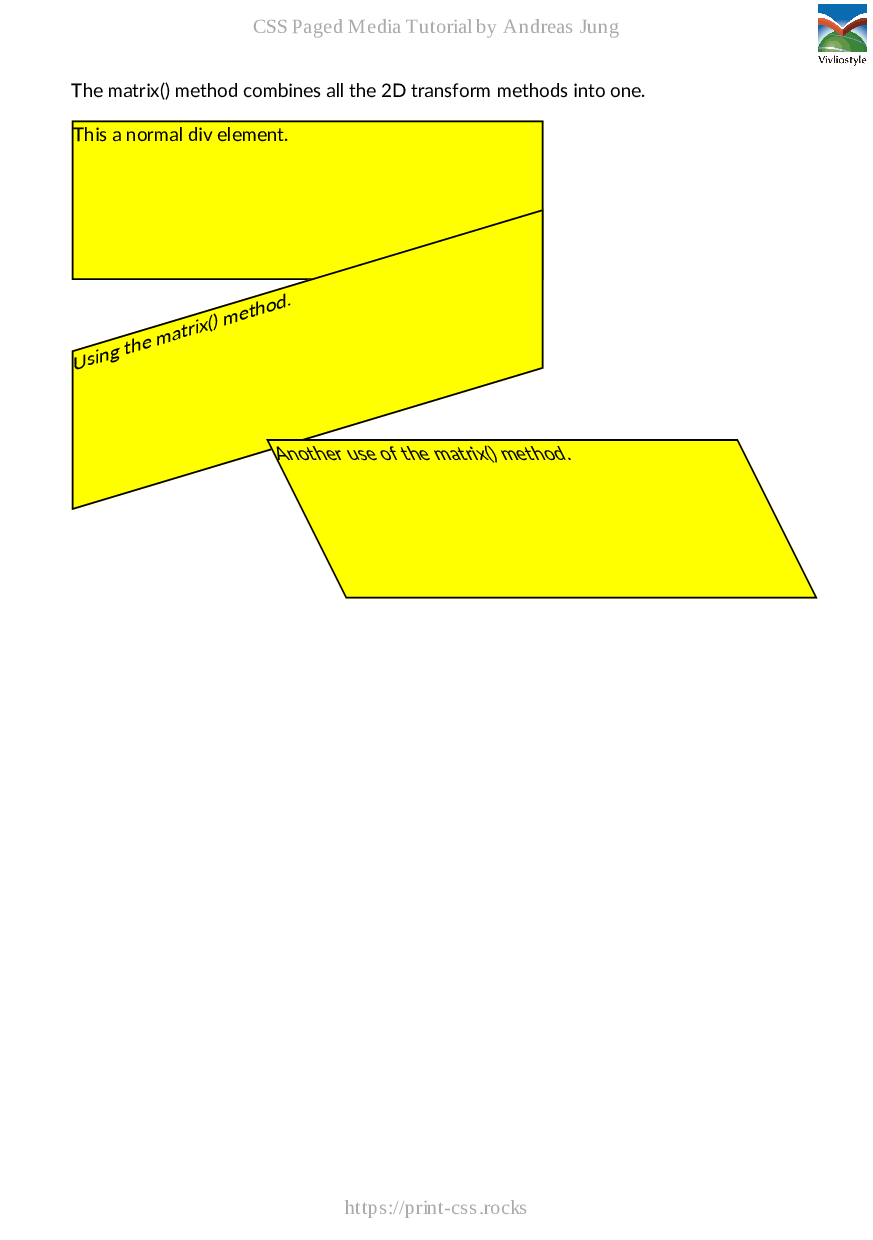 CSS Paged Media Tutorial by Andreas Jung
Vivliostyle
The matrix() method combines all the 2D transform methods into one.
This a normal div element.
Using the matrix() method.
Another use of the matrix() method.
https://print-css.rocks